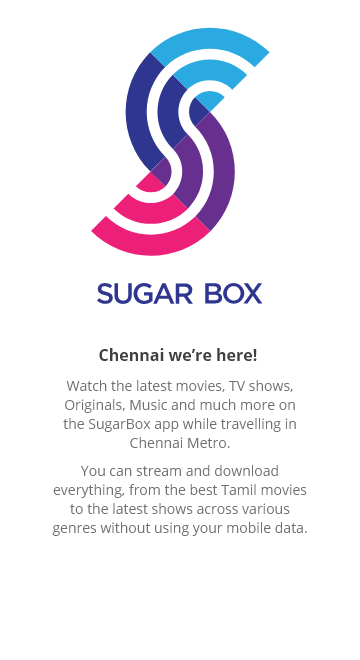 SUGAR BOX
Chennai we’re here!
Watch the latest movies, TV shows,
Originals, Music and much more on
the SugarBox app while travelling in
Chennai Metro.
You can stream and download
everything, from the best Tamil movies
to the latest shows across various
genres without using your mobile data.